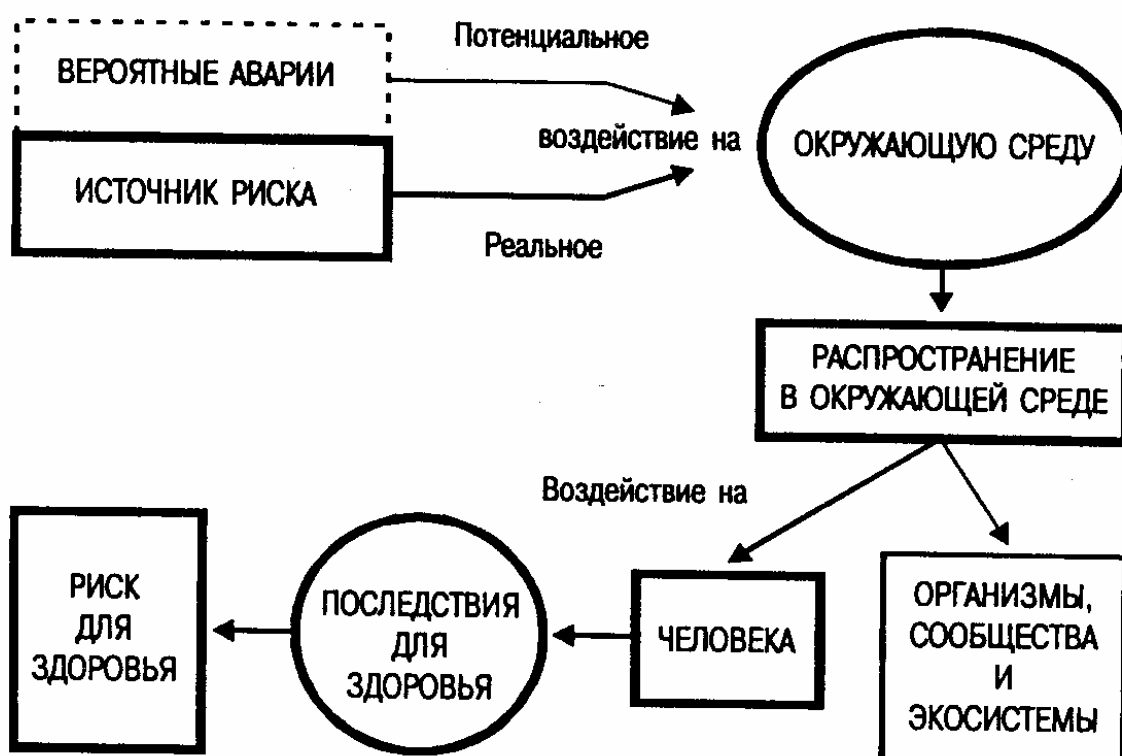 Потенциальное
ВЕРОЯТНЫЕ АВАРИИ
воздействие на
ОКРУЖАЮЩУЮ СРЕДУ
ИСТОЧНИК РИСКА
Реальное
РАСПРОСТРАНЕНИЕ
В ОКРУЖАЮЩЕЙ СРЕДЕ
Воздействие на
РИСК
ДЛЯ
ЗДОРОВЬЯ
ПОСЛЕДСТВИЯ
ДЛЯ
ЗДОРОВЬЯ
ЧЕЛОВЕКА
ОРГАНИЗМЫ,
СООБЩЕСТВА
И
ЭКОСИСТЕМЫ